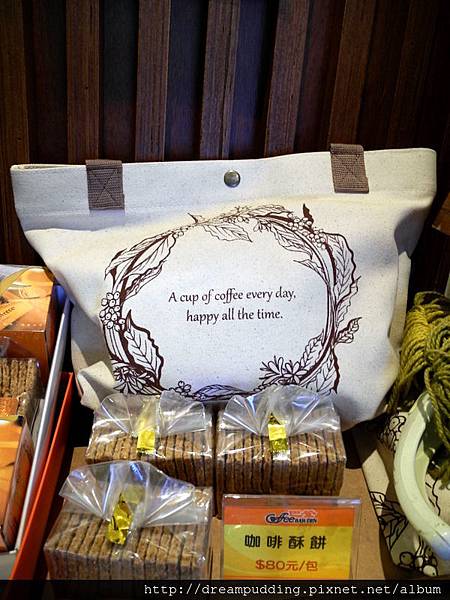 A cup of coffee every day,
happy all the time.
Coffee
咖啡酥餅
$80元/包
http://dreampudding.pixnet.net/album